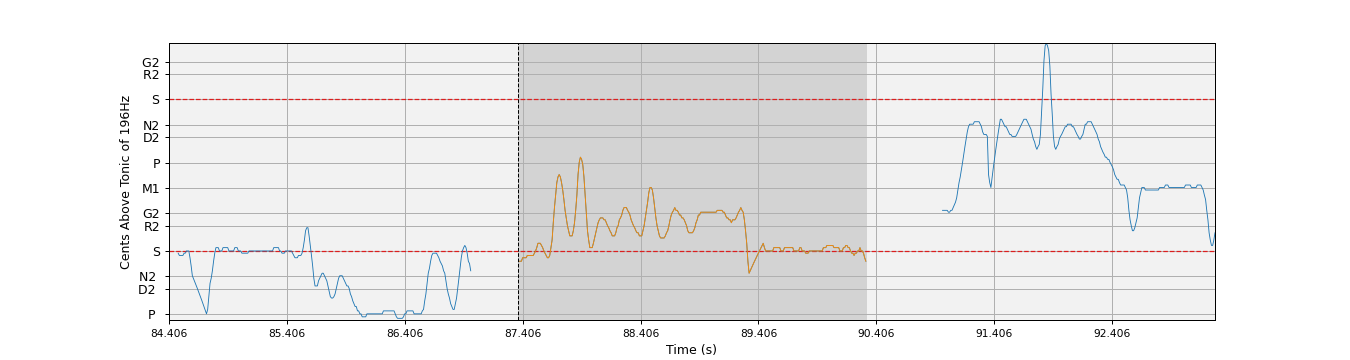 Cents Above Tonic of 196Hz
G2
R2
S
N2
D2
P
M1
G2
R2
S
N2
D2
P
84.406 85.406 86.406 87.406 88.406 89.406 90.406 91.406 92.406
Time (s)